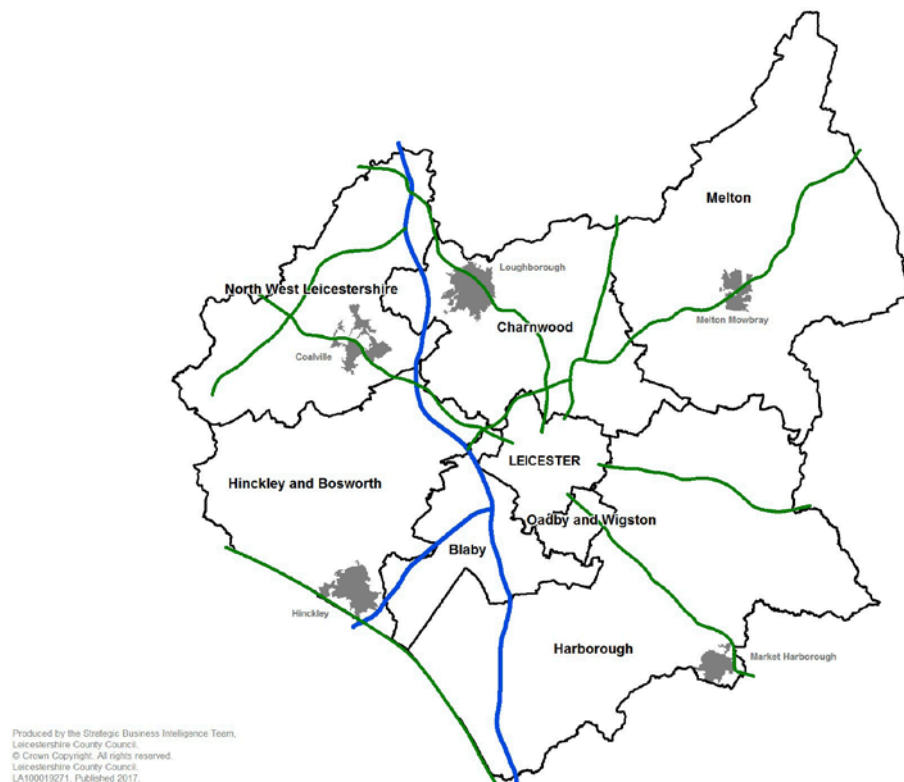 Melton
Loughborough
North West Leicestershire
Charnwood
Melton Mowbray
Coalville
LEICESTER
Hinckley and Bosworth
Oadby and Wigston
Blaby
Hinckley
Harborough
Market Harborough
Produced by the Strategic Business Intelligence Team,
Leicestershire County Council.
© Crown Copyright. All rights reserved.
Leicestershire County Council.
LA100019271. Published 2017.